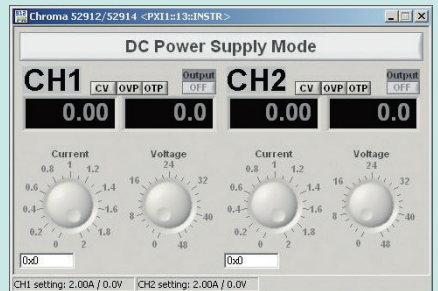 Chroma 52912/52914 <PXI1::13::INSTR>
DC Power Supply Mode
CH1 CV OVP OTP Output OFF
CH2 CV OVP OTP Output OFF
0.00 0.0 0.00 0.0
Current Voltage Current Voltage
0 0.2 0.4 0.6 0.8 1 1.2 1.4 1.6 1.8 2
0 8 16 24 32 40 48
0 0.2 0.4 0.6 0.8 1 1.2 1.4 1.6 1.8 2
0 8 16 24 32 40 48
0x0 0x0
CH1 setting: 2.00A / 0.0V CH2 setting: 2.00A / 0.0V